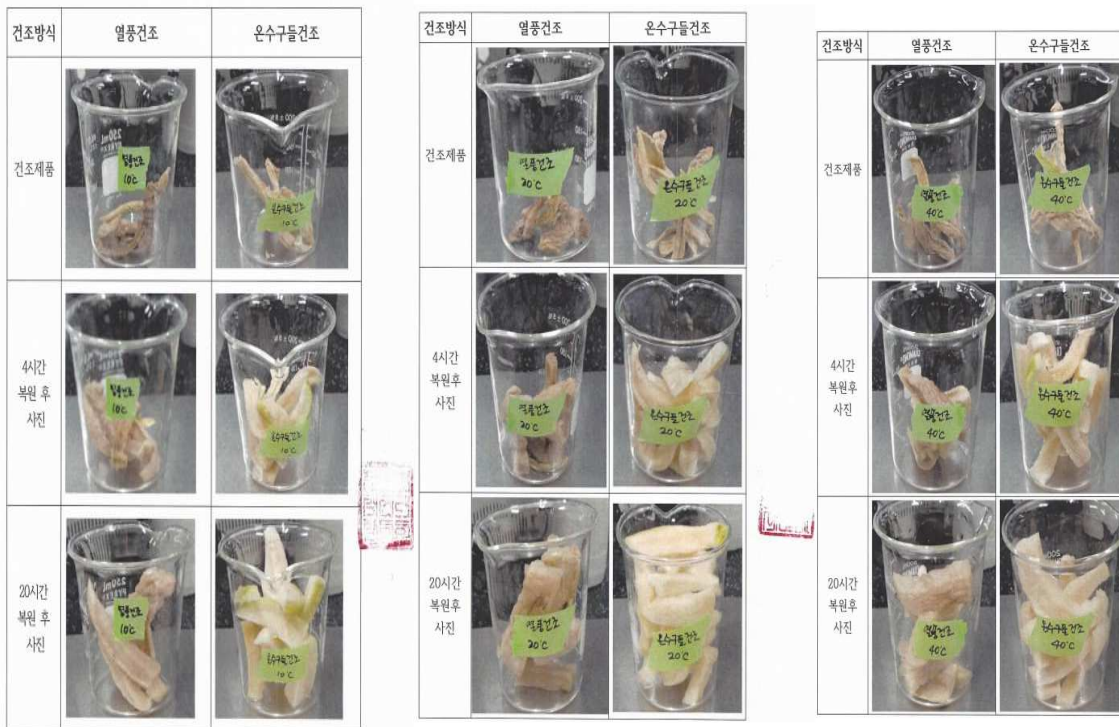 건조방식 열풍건조 온수구들건조
건조제품
열풍건조
10℃
온수구들건조
10℃
4시간
복원 후
사진
열풍건조
10℃
온수구들건조
10℃
20시간
복원 후
사진
열풍건조
10℃
온수구들건조
10℃
건조방식 열풍건조 온수구들건조
건조제품
열풍건조
20℃
온수구들건조
20℃
4시간
복원후
사진
열풍건조
20℃
온수구들건조
20℃
20시간
복원후
사진
열풍건조
20℃
온수구들건조
20℃
건조방식 열풍건조 온수구들건조
건조제품
열풍건조
40℃
온수구들건조
40℃
4시간
복원후
사진
열풍건조
40℃
온수구들건조
40℃
20시간
복원후
사진
열풍건조
40℃
온수구들건조
40℃